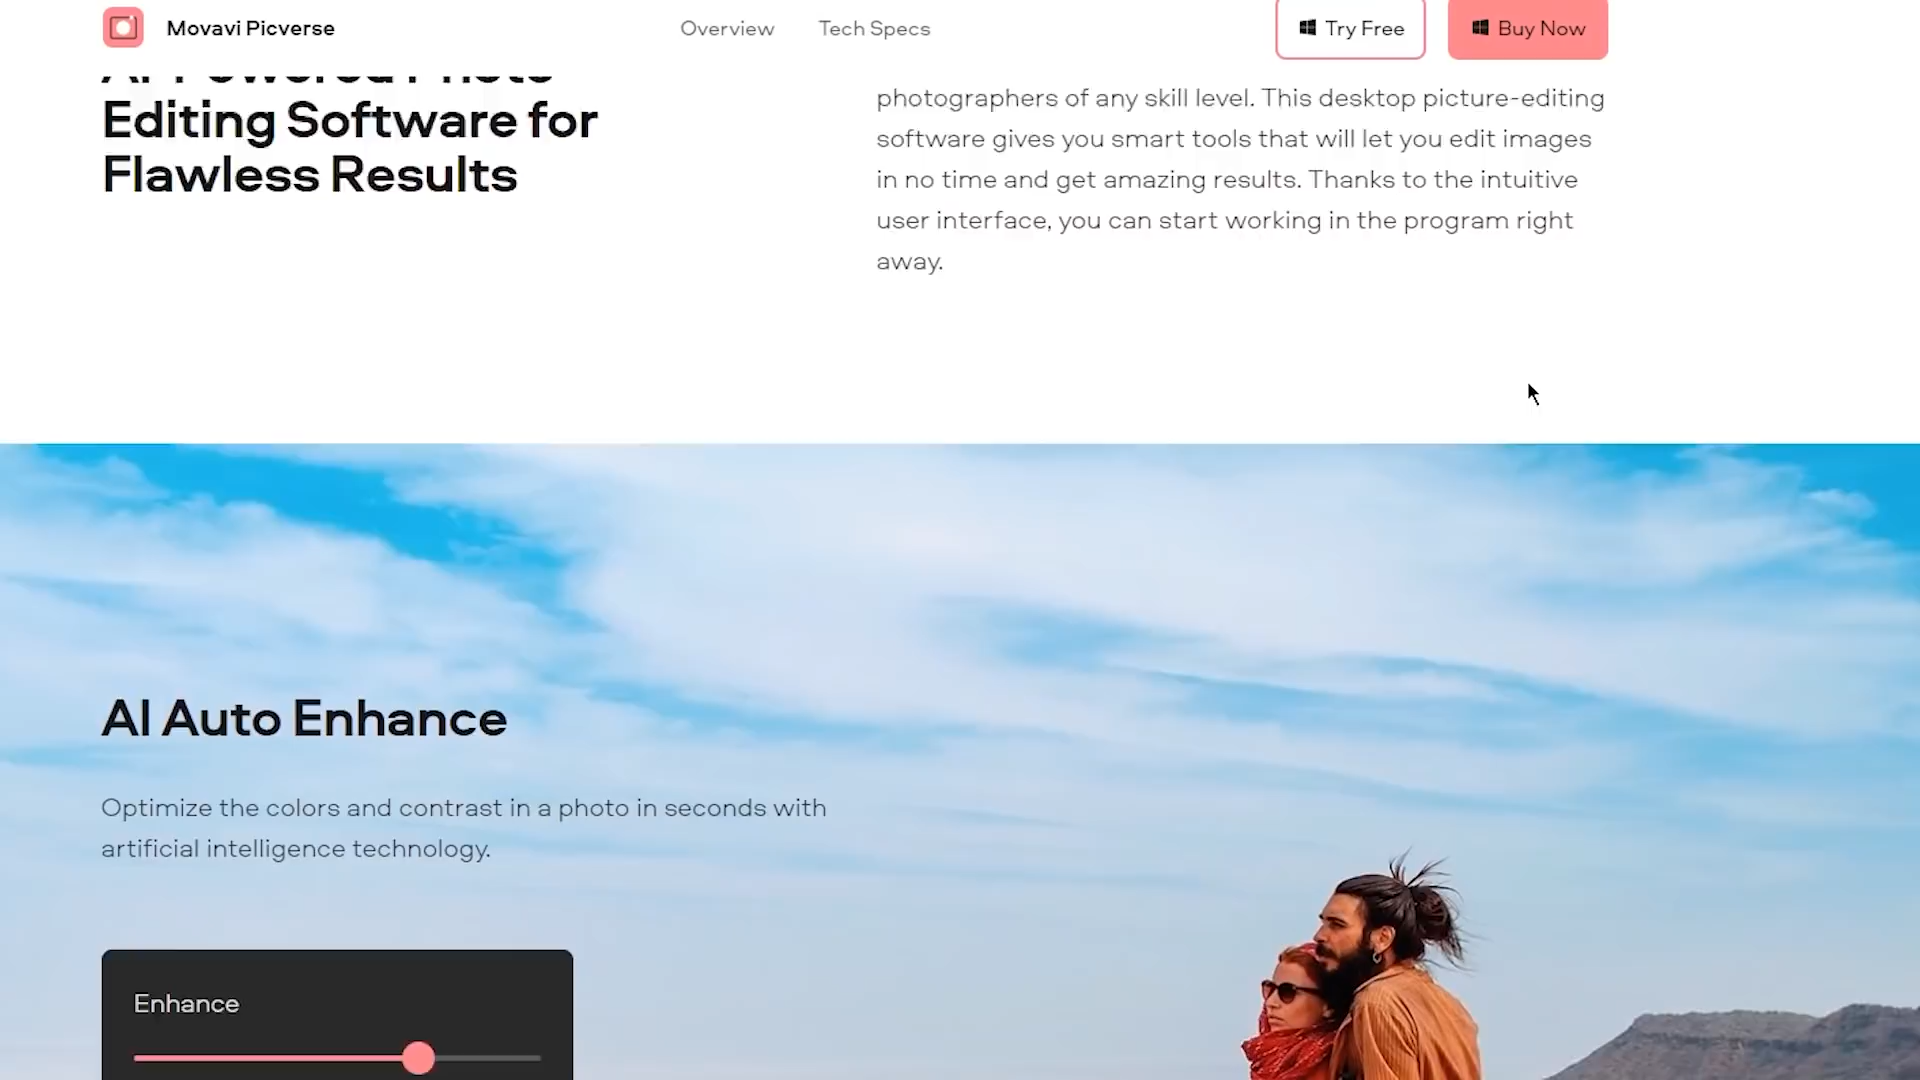 Movavi Picverse
Overview
Tech Specs
Try Free
Buy Now
AI-Powered Photo
Editing Software for
Flawless Results
photographers of any skill level. This desktop picture-editing
software gives you smart tools that will let you edit images
in no time and get amazing results. Thanks to the intuitive
user interface, you can start working in the program right
away.
AI Auto Enhance
Optimize the colors and contrast in a photo in seconds with
artificial intelligence technology.
Enhance